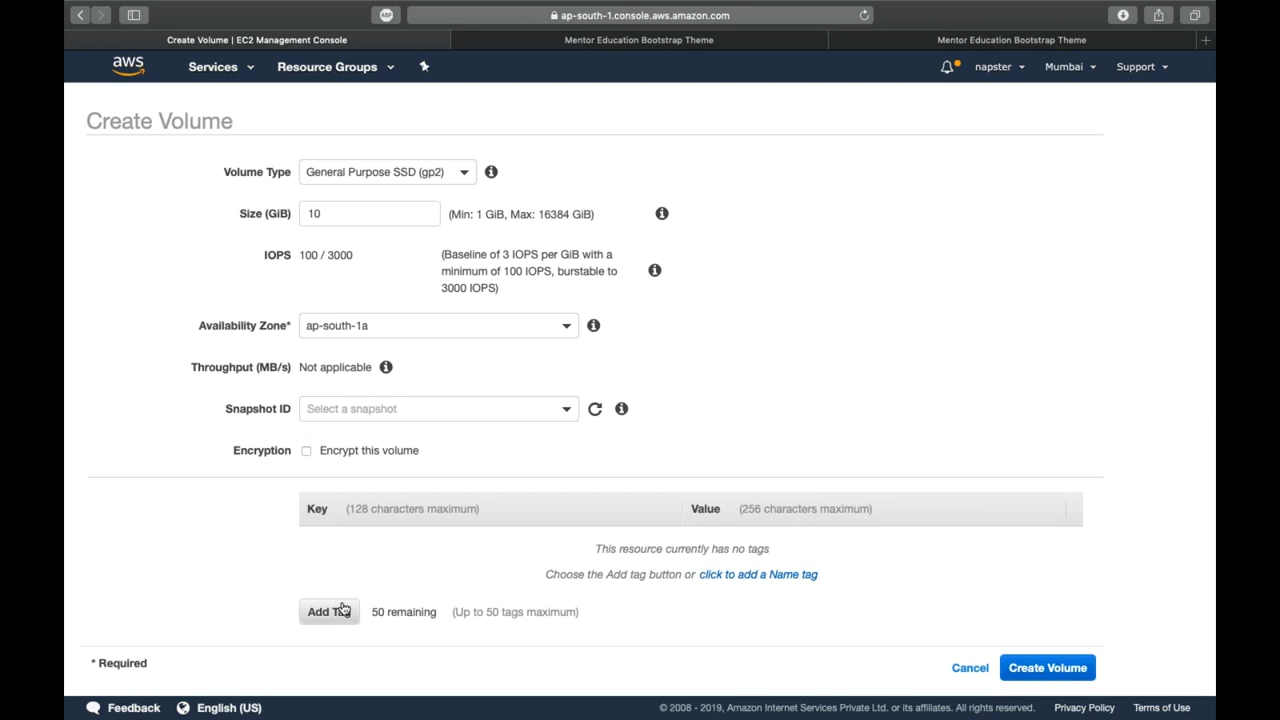 ABP
ap-south-1.console.aws.amazon.com
Create Volume | EC2 Management Console
Mentor Education Bootstrap Theme
Mentor Education Bootstrap Theme
aws
Services
Resource Groups
napster
Mumbai
Support
Create Volume
Volume Type
General Purpose SSD (gp2)
Size (GiB)
10
(Min: 1 GiB, Max: 16384 GiB)
IOPS
100 / 3000
(Baseline of 3 IOPS per GiB with a
minimum of 100 IOPS, burstable to
3000 IOPS)
Availability Zone*
ap-south-1a
Throughput (MB/s)
Not applicable
Snapshot ID
Select a snapshot
Encryption
Encrypt this volume
Key
(128 characters maximum)
Value
(256 characters maximum)
This resource currently has no tags
Choose the Add tag button or click to add a Name tag
Add Tag
50 remaining
(Up to 50 tags maximum)
* Required
Cancel
Create Volume
Feedback
English (US)
© 2008 - 2019, Amazon Internet Services Private Ltd. or its affiliates. All rights reserved.
Privacy Policy
Terms of Use